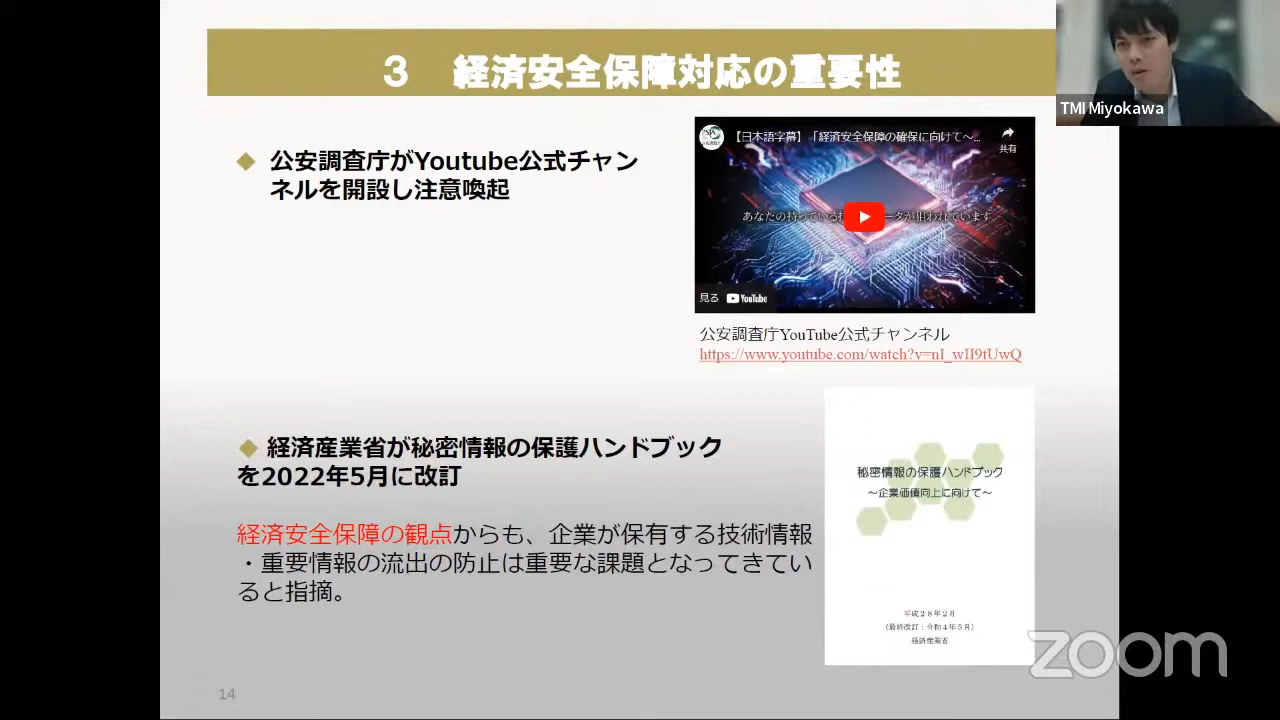 3 経済安全保障対応の重要性
TMI Miyokawa
◆ 公安調査庁がYoutube公式チャン
ネルを開設し注意喚起
【日本語字幕】「経済安全保障の確保に向けて～...
共有
あなたの持っている
ータが狙われています
見る YouTube
公安調査庁YouTube公式チャンネル
https://www.youtube.com/watch?v=nI_wII9tUwQ
◆ 経済産業省が秘密情報の保護ハンドブック
を2022年5月に改訂
経済安全保障の観点からも、企業が保有する技術情報
・重要情報の流出の防止は重要な課題となってきてい
ると指摘。
秘密情報の保護ハンドブック
～企業価値向上に向けて～
平成２８年２月
（最終改訂：令和４年５月）
経済産業省
14
zoom